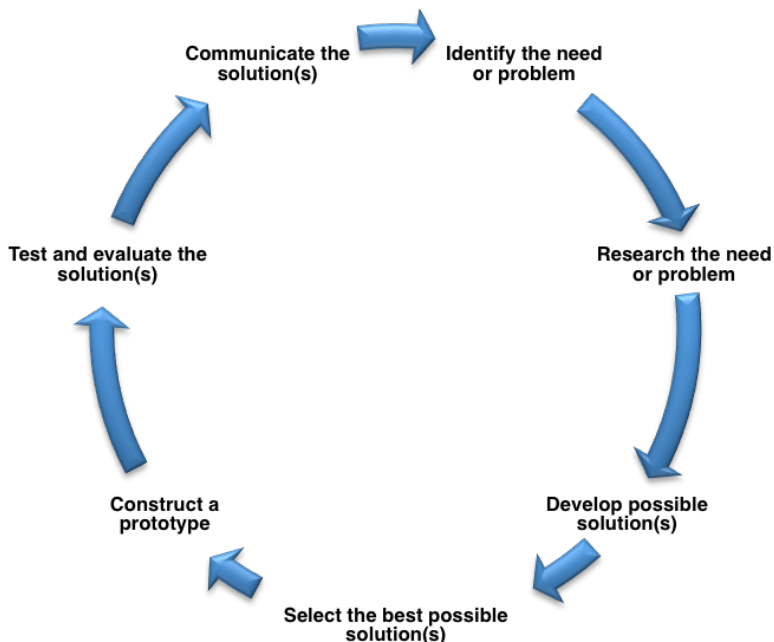 Identify the need
or problem
Research the need
or problem
Develop possible
solution(s)
Select the best possible
solution(s)
Construct a
prototype
Test and evaluate the
solution(s)
Communicate the
solution(s)